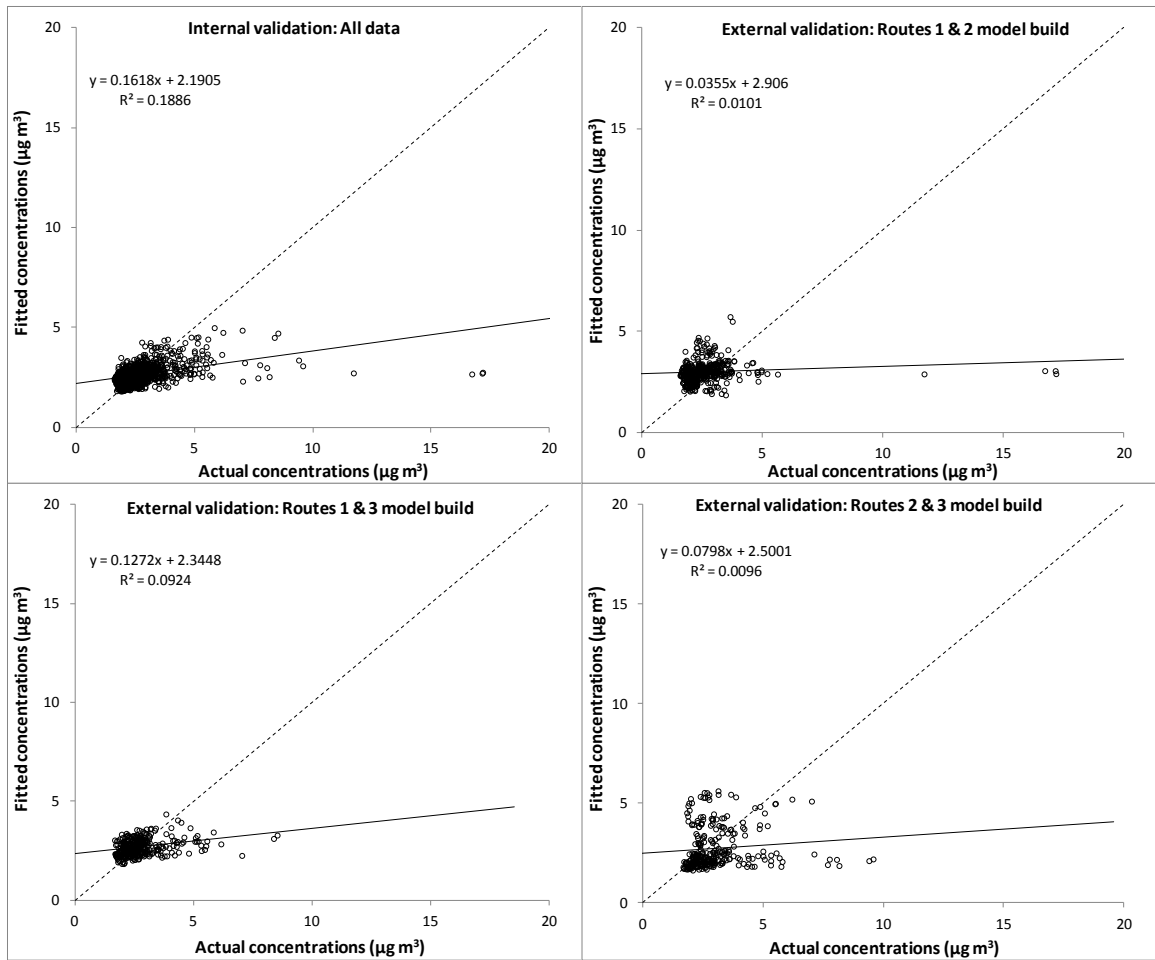 Internal validation: All data
y = 0.1618x + 2.1905
R² = 0.1886
20
15
10
5
0
Fitted concentrations (µg m³)
0 5 10 15 20
Actual concentrations (µg m³)
External validation: Routes 1 & 2 model build
y = 0.0355x + 2.906
R² = 0.0101
20
15
10
5
0
Fitted concentrations (µg m³)
0 5 10 15 20
Actual concentrations (µg m³)
External validation: Routes 1 & 3 model build
y = 0.1272x + 2.3448
R² = 0.0924
20
15
10
5
0
Fitted concentrations (µg m³)
0 5 10 15 20
Actual concentrations (µg m³)
External validation: Routes 2 & 3 model build
y = 0.0798x + 2.5001
R² = 0.0096
20
15
10
5
0
Fitted concentrations (µg m³)
0 5 10 15 20
Actual concentrations (µg m³)